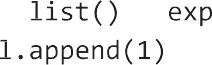 list() exp
l.append(1)